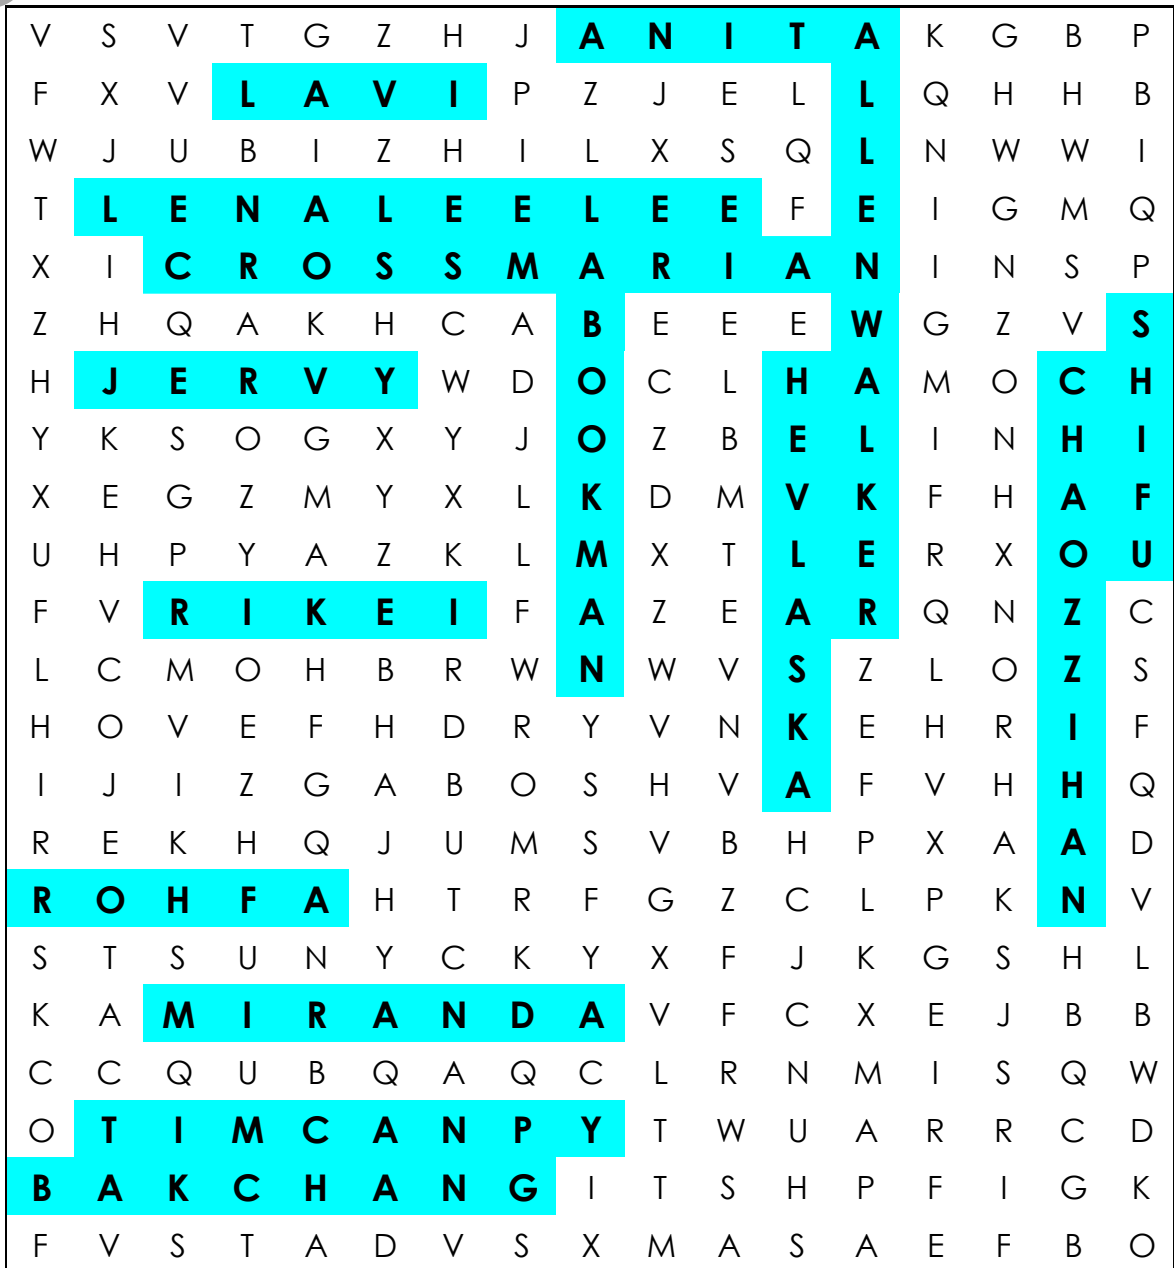 V S V T G Z H J A N I T A K G B P
F X V L A V I P Z J E L L Q H H B
W J U B I Z H I L X S Q L N W W I
T L E N A L E E L E E F E I G M Q
X I C R O S S M A R I A N I N S P
Z H Q A K H C A B E E E W G Z V S
H J E R V Y W D O C L H A M O C H
Y K S O G X Y J O Z B E L I N H I
X E G Z M Y X L K D M V K F H A F
U H P Y A Z K L M X T L E R X O U
F V R I K E I F A Z E A R Q N Z C
L C M O H B R W N W V S Z L O Z S
H O V E F H D R Y V N K E H R I F
I J I Z G A B O S H V A F V H H Q
R E K H Q J U M S V B H P X A A D
R O H F A H T R F G Z C L P K N V
S T S U N Y C K Y X F J K G S H L
K A M I R A N D A V F C X E J B B
C C Q U B Q A Q C L R N M I S Q W
O T I M C A N P Y T W U A R R C D
B A K C H A N G I T S H P F I G K
F V S T A D V S X M A S A E F B O